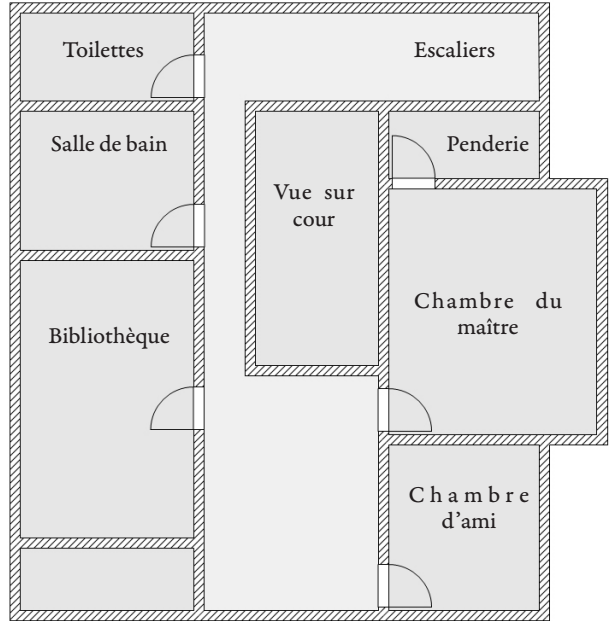 Toilettes
Escaliers
Salle de bain
Penderie
Vue sur
cour
Chambre du
maître
Bibliothèque
Chambre
d'ami